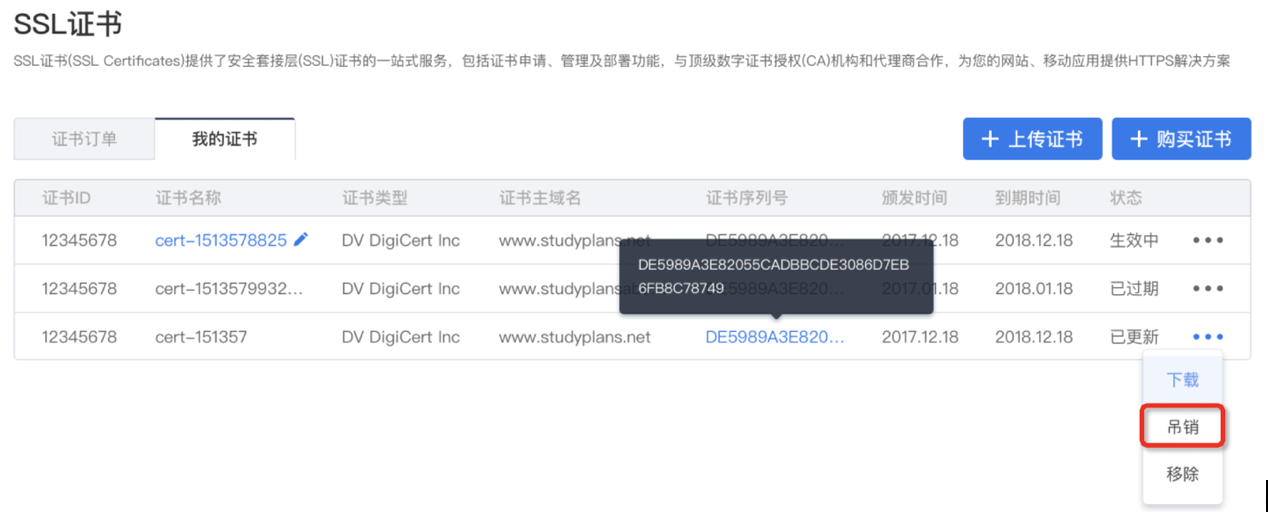 SSL证书
SSL证书(SSL Certificates)提供了安全套接层(SSL)证书的一站式服务，包括证书申请、管理及部署功能，与顶级数字证书授权(CA)机构和代理商合作，为您的网站、移动应用提供HTTPS解决方案
证书订单 我的证书 + 上传证书 + 购买证书
证书ID 证书名称 证书类型 证书主域名 证书序列号 颁发时间 到期时间 状态
12345678 cert-1513578825 DV DigiCert Inc www.studyplans.net DE5989A3E820... 2017.12.18 2018.12.18 生效中
DE5989A3E82055CADBBCDE3086D7EB
6FB8C78749
12345678 cert-1513579932... DV DigiCert Inc DE5989A3E820... 2018.01.18 已过期
12345678 cert-151357 DV DigiCert Inc www.studyplans.net DE5989A3E820... 2017.12.18 2018.12.18 已更新
下载
吊销
移除